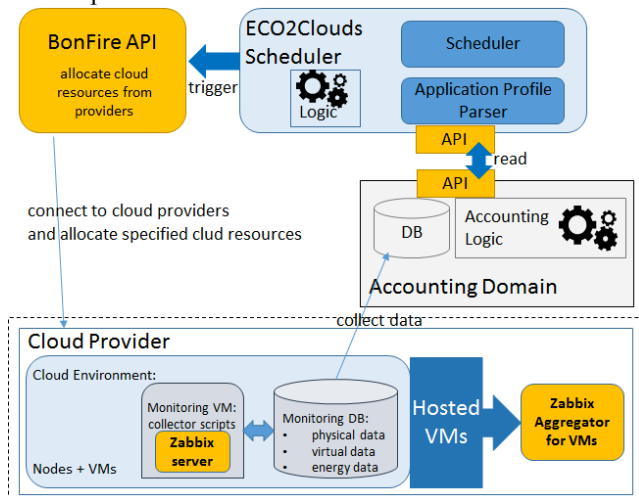 BonFire API
allocate cloud
resources from
providers
trigger
ECO2Clouds
Scheduler
Logic
Scheduler
Application Profile
Parser
API
read
API
DB
Accounting
Logic
Accounting Domain
connect to cloud providers
and allocate specified clud resources
collect data
Cloud Provider
Cloud Environment:
Monitoring VM:
collector scripts
Zabbix
server
Monitoring DB:
• physical data
• virtual data
• energy data
Nodes + VMs
Hosted
VMs
Zabbix
Aggregator
for VMs